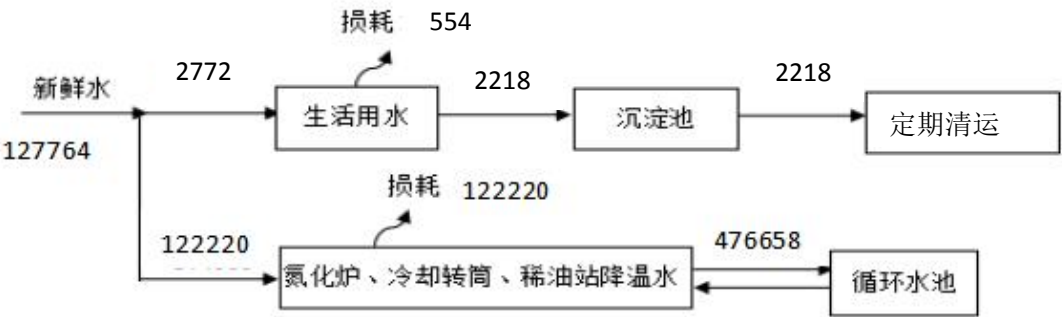 损耗 554
新鲜水 2772 2218 2218
生活用水 沉淀池 定期清运
127764
损耗 122220
122220 476658
氮化炉、冷却转筒、稀油站降温水 循环水池